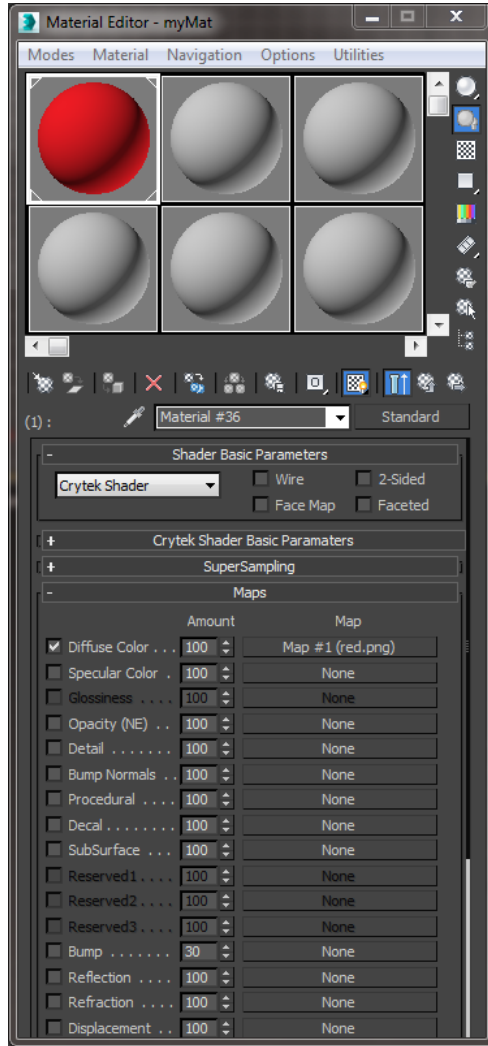 Material Editor - myMat
Modes Material Navigation Options Utilities
(1) : Material #36 Standard
- Shader Basic Parameters
Crytek Shader Wire 2-Sided
Face Map Faceted
+ Crytek Shader Basic Paramaters
+ SuperSampling
- Maps
Amount Map
Diffuse Color . . . 100 Map #1 (red.png)
Specular Color . 100 None
Glossiness . . . . 100 None
Opacity (NE) . . 100 None
Detail . . . . . . . 100 None
Bump Normals . . 100 None
Procedural . . . . 100 None
Decal . . . . . . . . 100 None
SubSurface . . . 100 None
Reserved1 . . . . 100 None
Reserved2 . . . . 100 None
Reserved3 . . . . 100 None
Bump . . . . . . . 30 None
Reflection . . . . 100 None
Refraction . . . . 100 None
Displacement . . 100 None